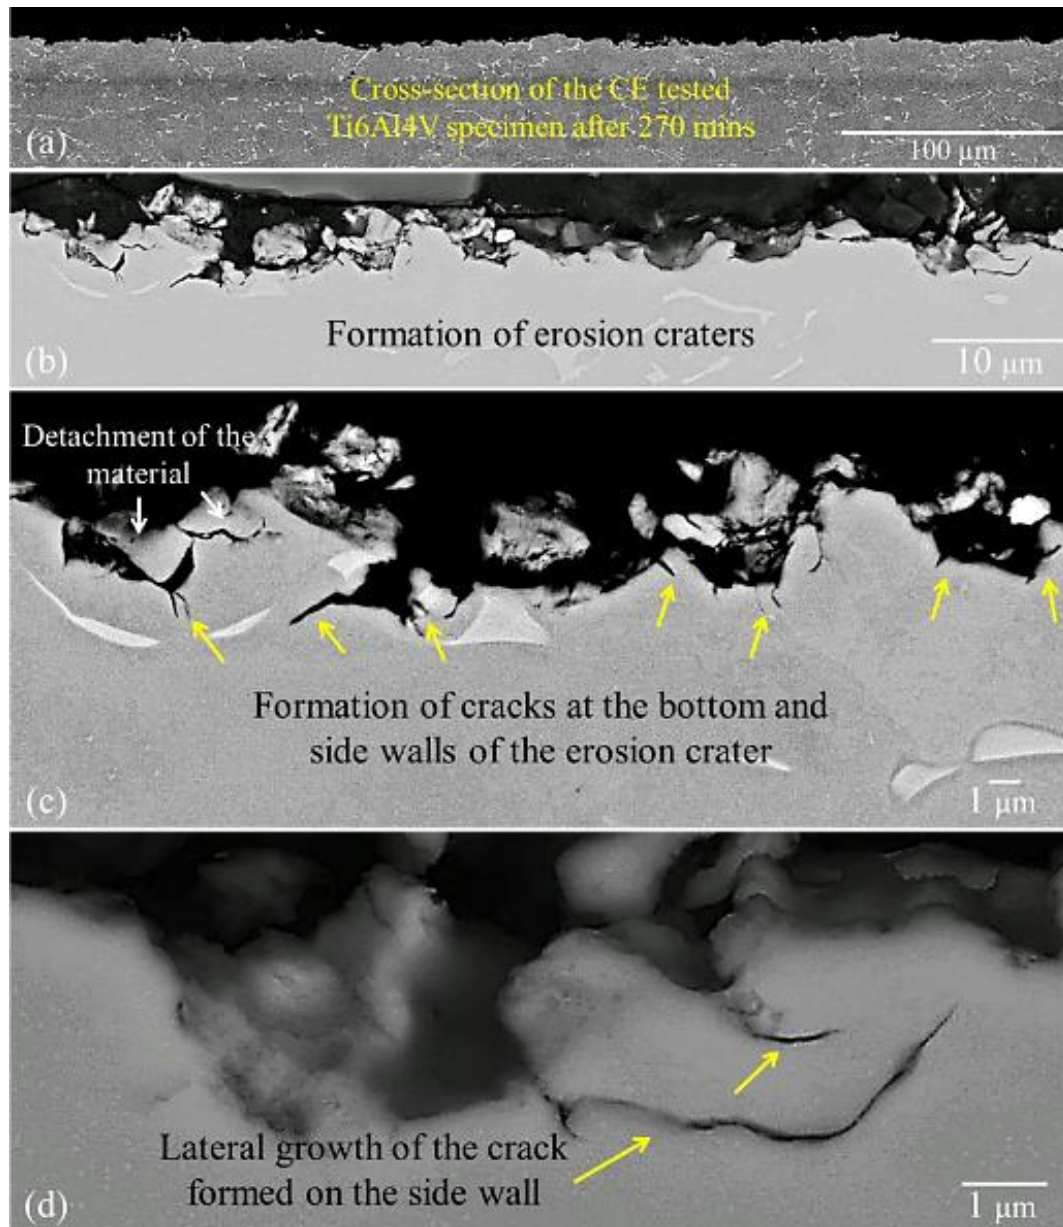 Cross-section of the CE tested
Ti6Al4V specimen after 270 mins
(a)
100 µm
Formation of erosion craters
(b)
10 µm
Detachment of the
material
Formation of cracks at the bottom and
side walls of the erosion crater
(c)
1 µm
Lateral growth of the crack
formed on the side wall
(d)
1 µm